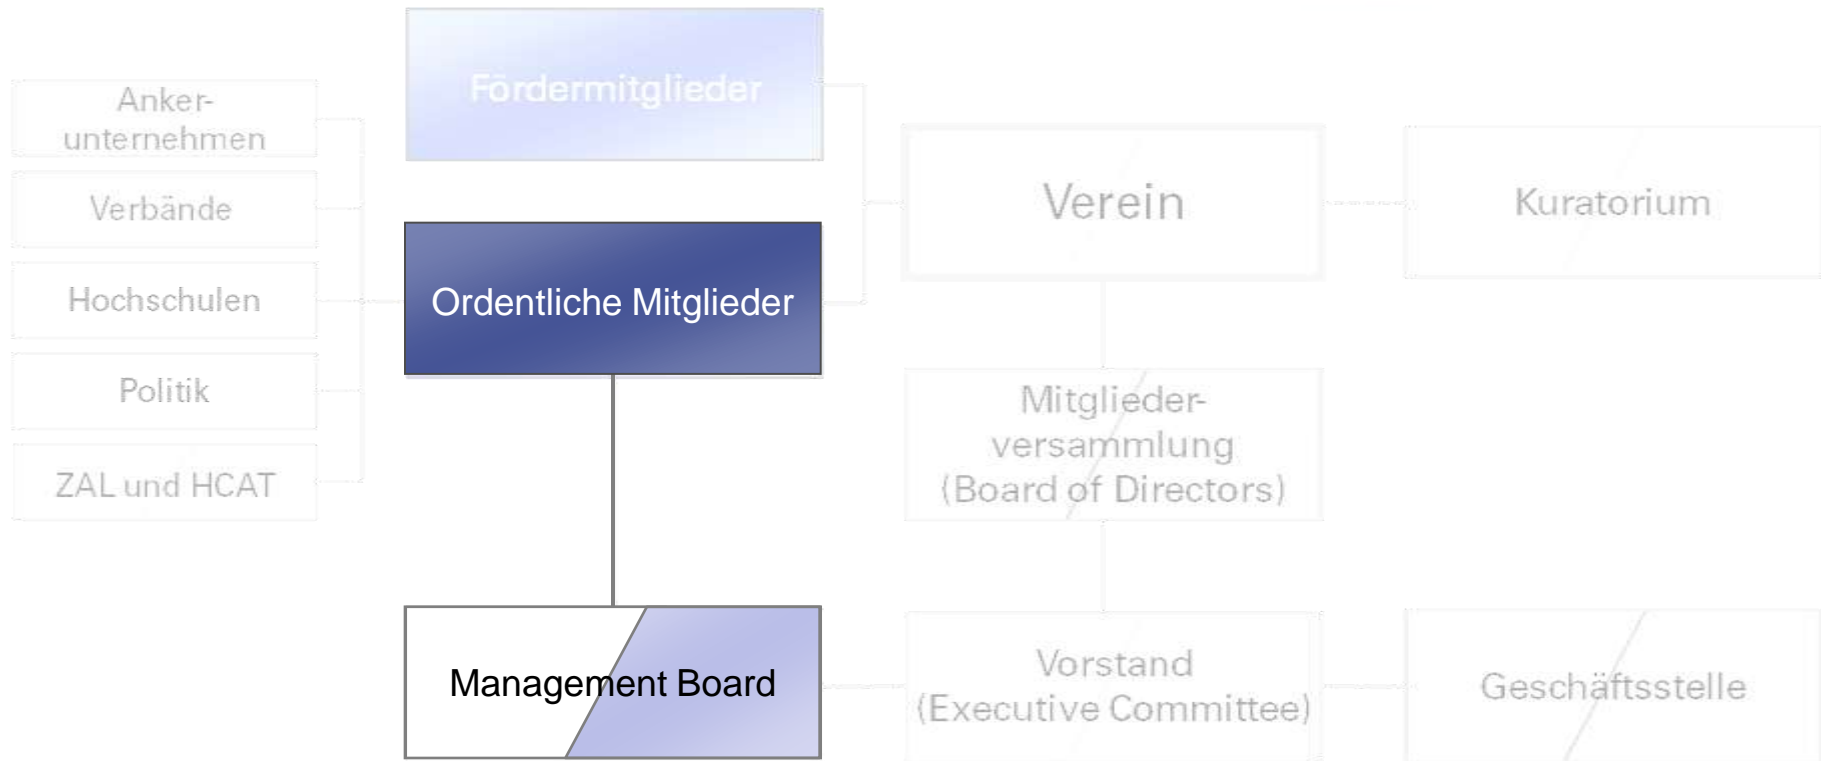 Fördermitglieder
Anker-
unternehmen
Verbände
Hochschulen
Politik
ZAL und HCAT
Ordentliche Mitglieder
Management Board
Verein
Kuratorium
Mitglieder-
versammlung
(Board of Directors)
Vorstand
(Executive Committee)
Geschäftsstelle